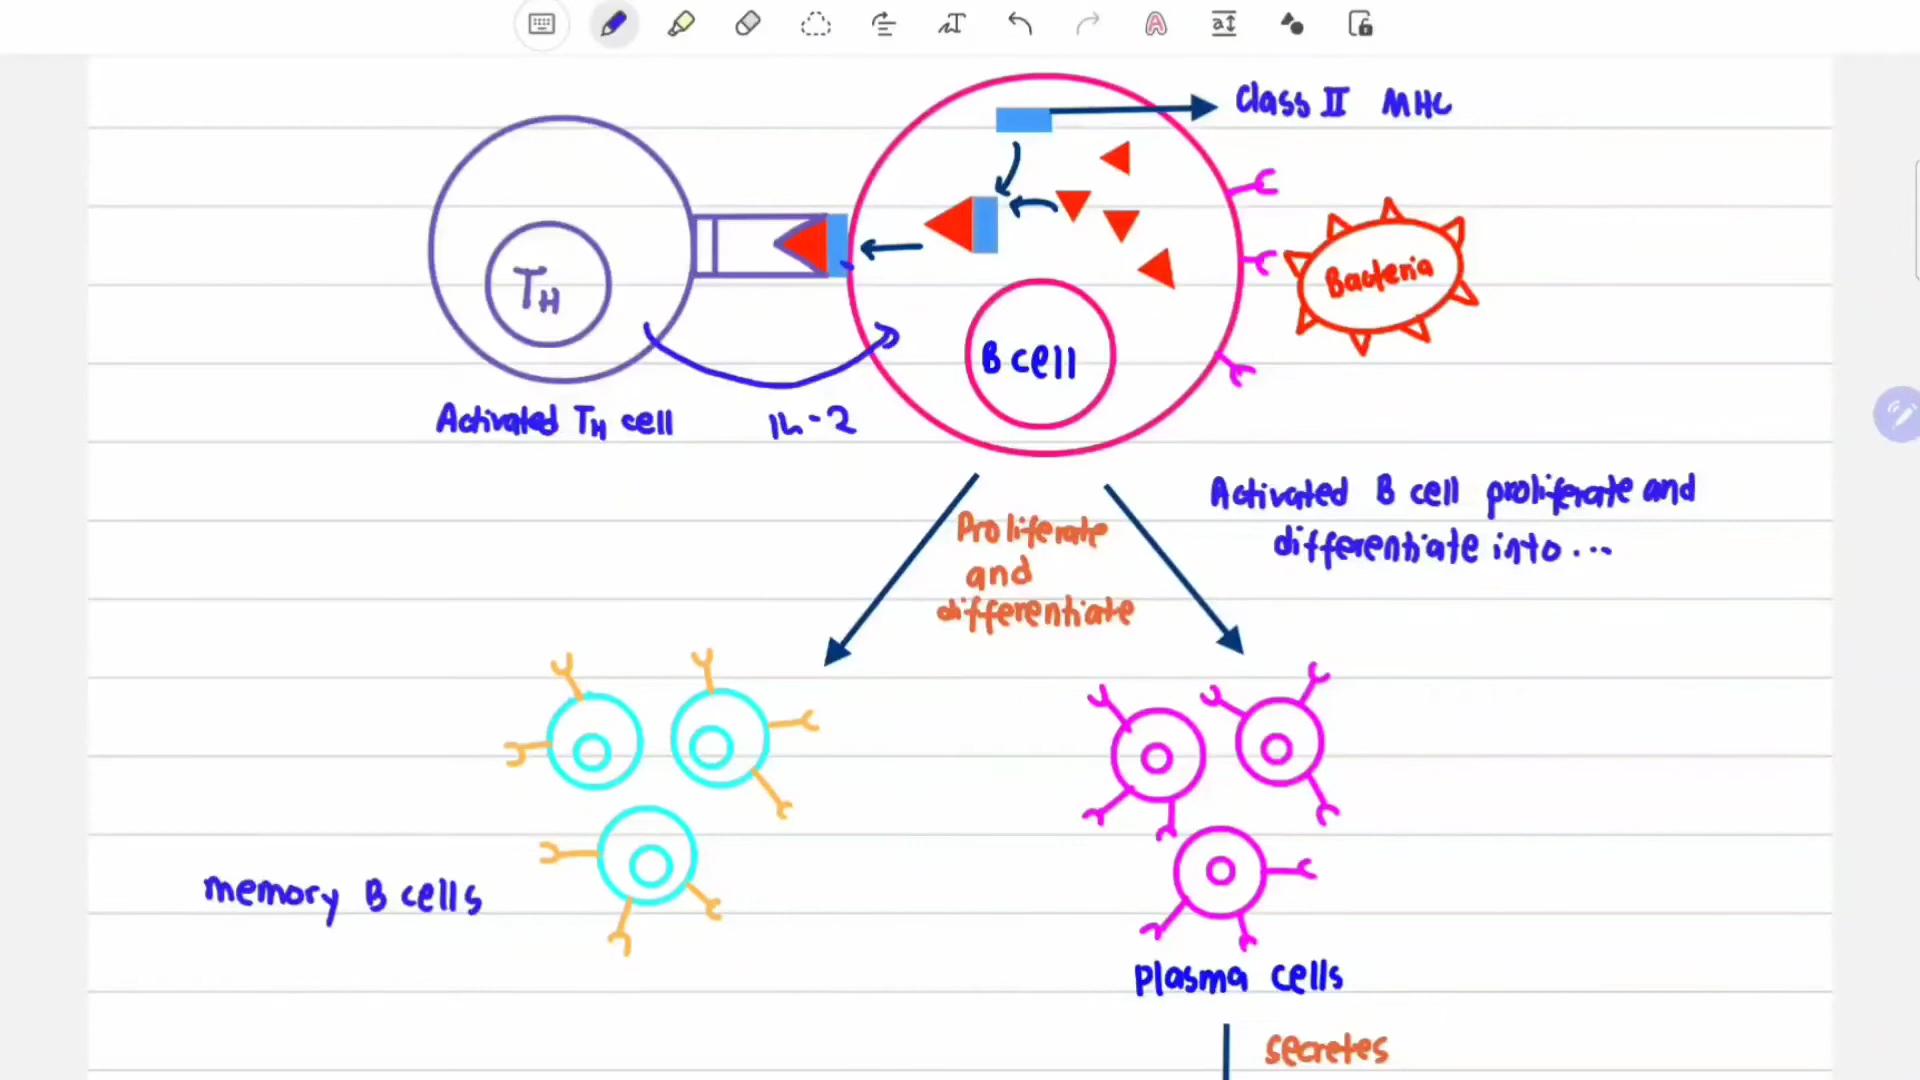 Class II MHC
Bacteria
TH
B cell
Activated TH cell
IL-2
Activated B cell proliferate and
differentiate into...
Proliferate
and
differentiate
memory B cells
plasma cells
secretes